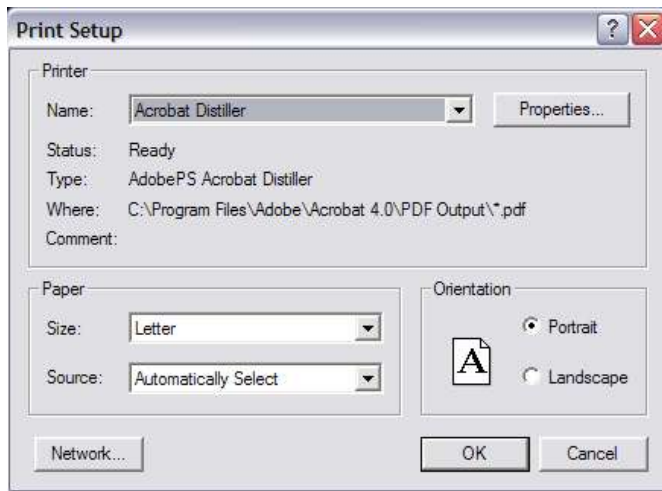 Print Setup
Printer
Name: Acrobat Distiller Properties...
Status: Ready
Type: AdobePS Acrobat Distiller
Where: C:\Program Files\Adobe\Acrobat 4.0\PDF Output\*.pdf
Comment:
Paper
Size: Letter
Source: Automatically Select
Orientation
A
Portrait
Landscape
Network... OK Cancel